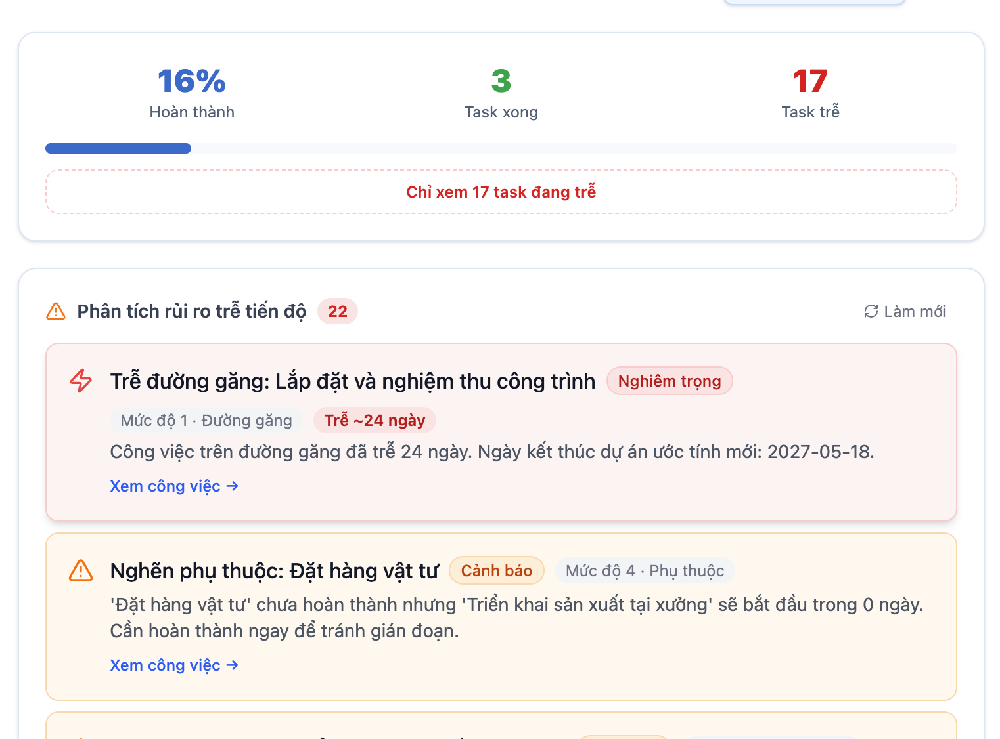 16%
Hoàn thành
3
Task xong
17
Task trễ
Chỉ xem 17 task đang trễ
Phân tích rủi ro trễ tiến độ 22
Làm mới
Trễ đường găng: Lắp đặt và nghiệm thu công trình Nghiêm trọng
Mức độ 1 · Đường găng Trễ ~24 ngày
Công việc trên đường găng đã trễ 24 ngày. Ngày kết thúc dự án ước tính mới: 2027-05-18.
Xem công việc →
Nghẽn phụ thuộc: Đặt hàng vật tư Cảnh báo Mức độ 4 · Phụ thuộc
'Đặt hàng vật tư' chưa hoàn thành nhưng 'Triển khai sản xuất tại xưởng' sẽ bắt đầu trong 0 ngày.
Cần hoàn thành ngay để tránh gián đoạn.
Xem công việc →